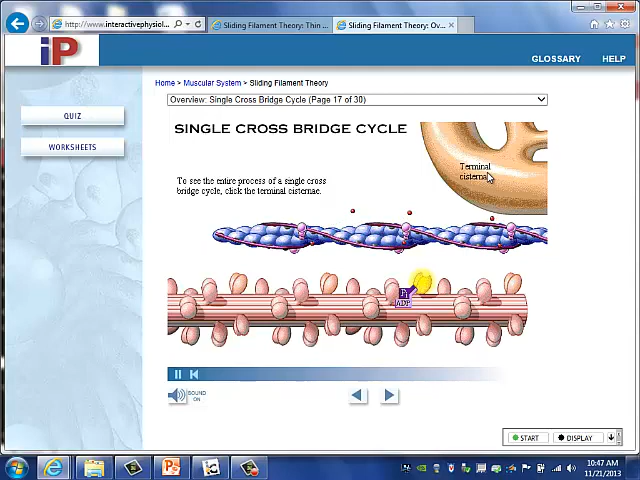 http://www.interactivephysiol...
Sliding Filament Theory: Thin ...
Sliding Filament Theory: Ov...
iP
GLOSSARY
HELP
Home > Muscular System > Sliding Filament Theory
Overview: Single Cross Bridge Cycle (Page 17 of 30)
QUIZ
WORKSHEETS
SINGLE CROSS BRIDGE CYCLE
Terminal
cisternae
To see the entire process of a single cross
bridge cycle, click the terminal cisternae.
Pi
ADP
SOUND
ON
START
DISPLAY
10:47 AM
11/21/2013